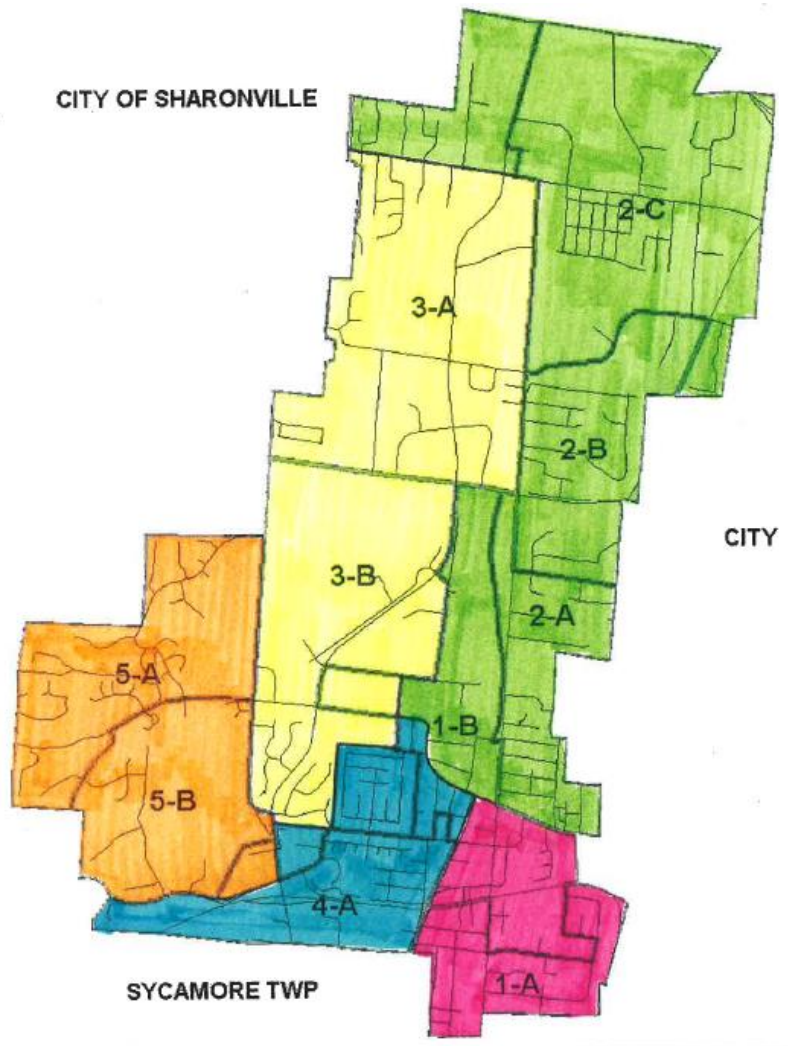 CITY OF SHARONVILLE
2-C
3-A
2-B
CITY
3-B
2-A
5-A
1-B
5-B
4-A
1-A
SYCAMORE TWP